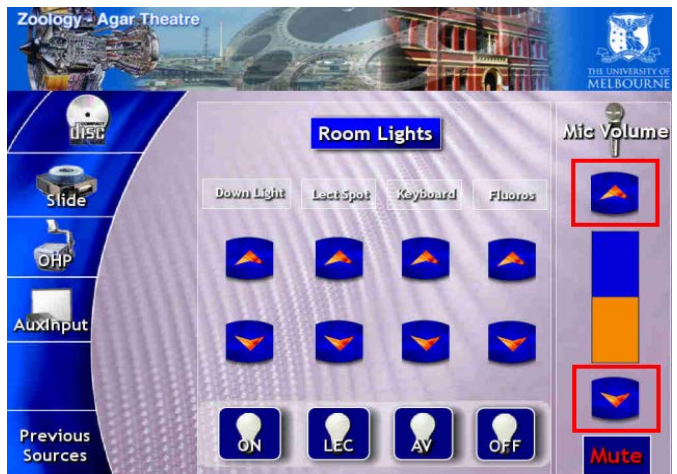 Zoology - Agar Theatre
THE UNIVERSITY OF
MELBOURNE
COMPACT
disc
Slide
OHP
AuxInput
Previous
Sources
Room Lights
Down Light
Lect Spot
Keyboard
Fluoros
ON
LEC
AV
OFF
Mic Volume
Mute